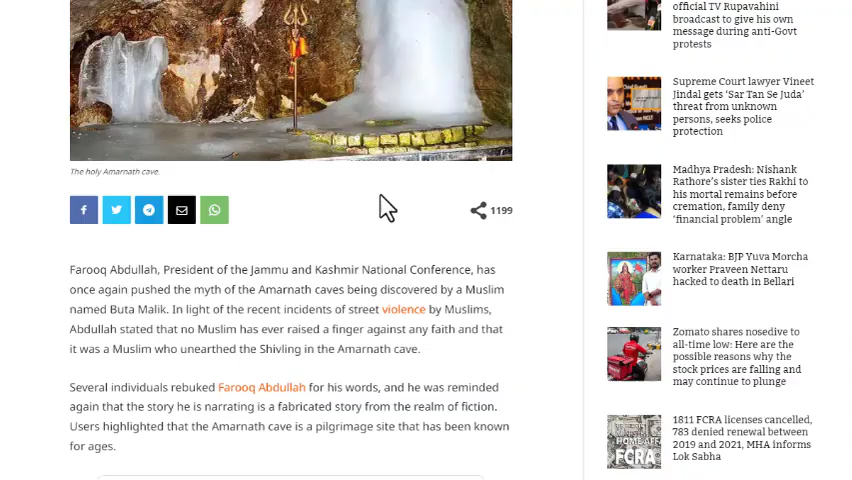 The holy Amarnath cave.
1199
Farooq Abdullah, President of the Jammu and Kashmir National Conference, has
once again pushed the myth of the Amarnath caves being discovered by a Muslim
named Buta Malik. In light of the recent incidents of street violence by Muslims,
Abdullah stated that no Muslim has ever raised a finger against any faith and that
it was a Muslim who unearthed the Shivling in the Amarnath cave.
Several individuals rebuked Farooq Abdullah for his words, and he was reminded
again that the story he is narrating is a fabricated story from the realm of fiction.
Users highlighted that the Amarnath cave is a pilgrimage site that has been known
for ages.
official TV Rupavahini
broadcast to give his own
message during anti-Govt
protests
Supreme Court lawyer Vineet
Jindal gets ‘Sar Tan Se Juda’
threat from unknown
persons, seeks police
protection
Madhya Pradesh: Nishank
Rathore’s sister ties Rakhi to
his mortal remains before
cremation, family deny
‘financial problem’ angle
Karnataka: BJP Yuva Morcha
worker Praveen Nettaru
hacked to death in Bellari
Zomato shares nosedive to
all-time low: Here are the
possible reasons why the
stock prices are falling and
may continue to plunge
1811 FCRA licenses cancelled,
783 denied renewal between
2019 and 2021, MHA informs
Lok Sabha
HOME AFF
FCRA